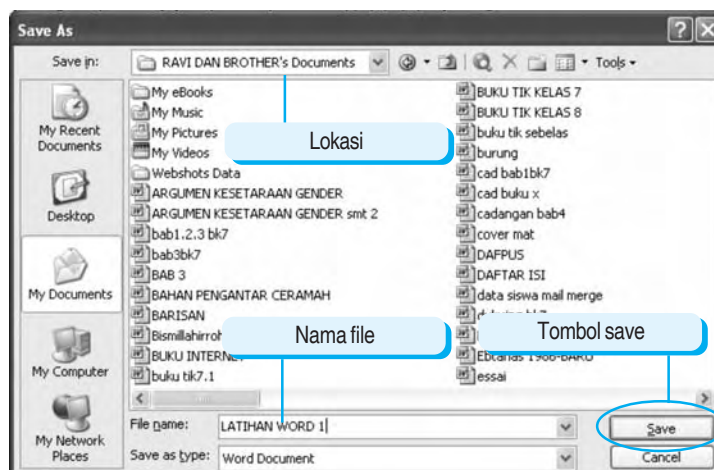 Save As
Save in:
RAVI DAN BROTHER's Documents
Tools
My Recent Documents
Desktop
My Documents
My Computer
My Network Places
My eBooks
My Music
My Pictures
My Videos
Webshots Data
ARGUMEN KESETARAAN GENDER
ARGUMEN KESETARAAN GENDER smt 2
bab1.2.3 bk7
bab3bk7
BAB 3
BAHAN PENGANTAR CERAMAH
BARISAN
BUKU INTERNET
buku tik7.1
BUKU TIK KELAS 7
BUKU TIK KELAS 8
buku tik sebelas
burung
cad bab1bk7
cad buku x
cadangan bab4
cover mat
DAFPUS
DAFTAR ISI
data siswa mail merge
Ebtanas 1986-BARU
essai
Lokasi
Nama file
Tombol save
File name:
LATIHAN WORD 1
Save
Save as type:
Word Document
Cancel